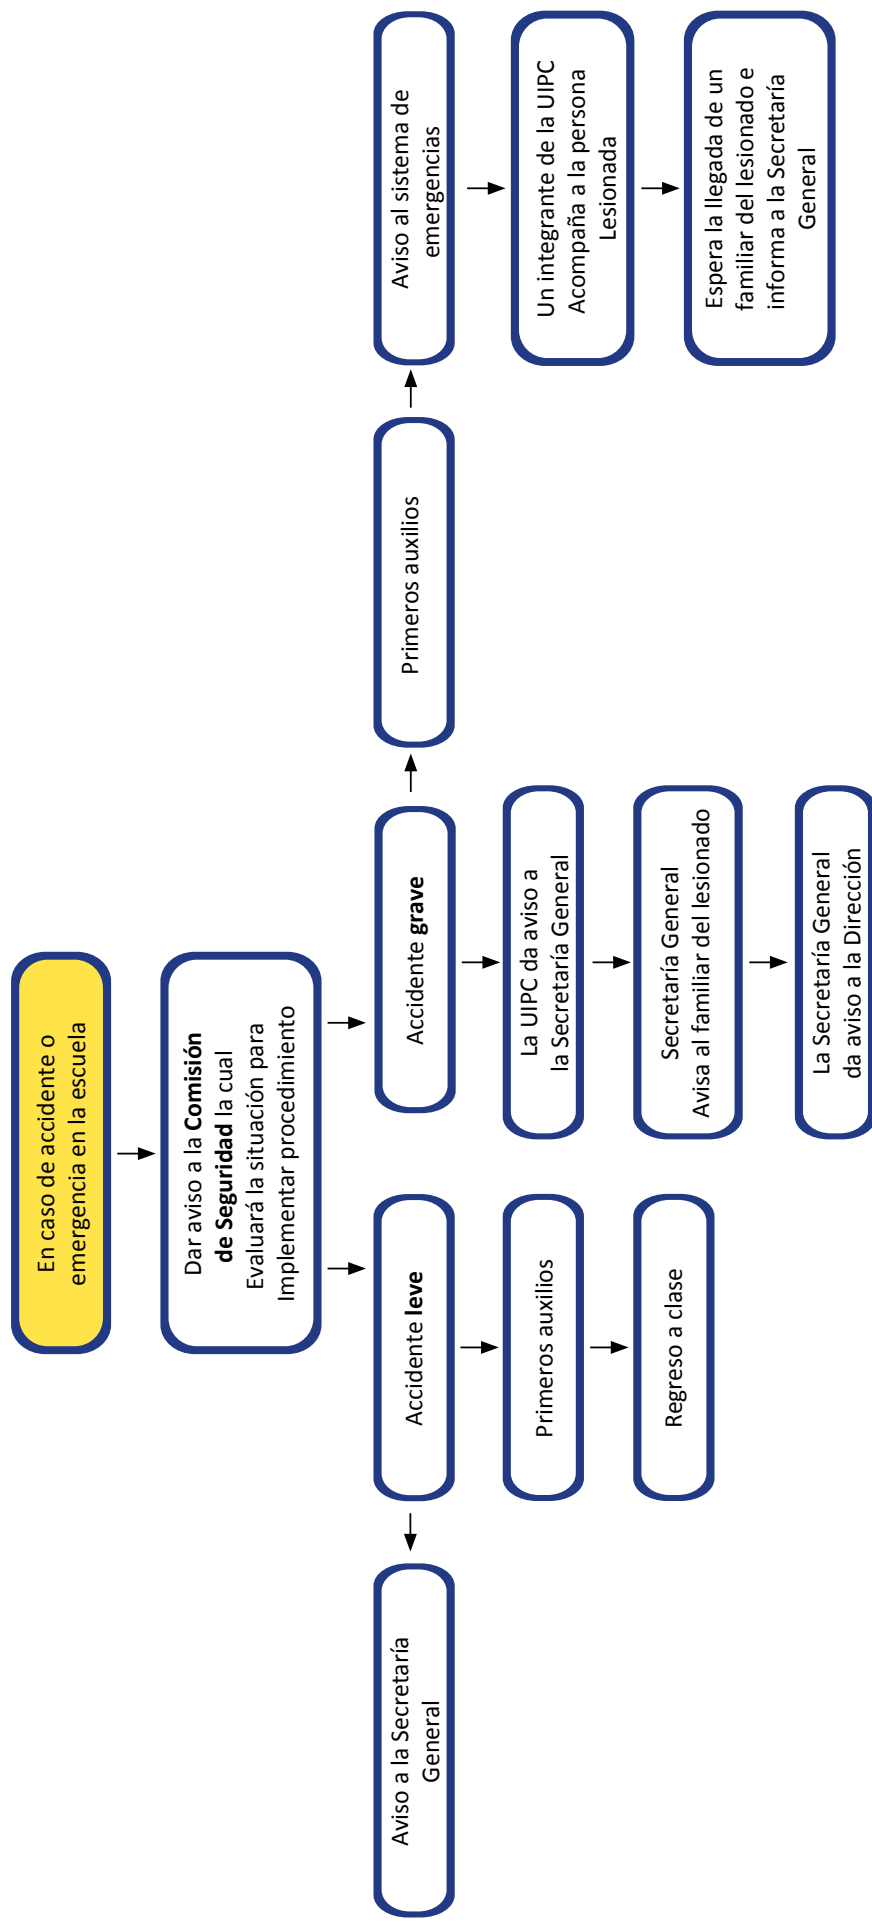 En caso de accidente o
emergencia en la escuela
Dar aviso a la Comisión
de Seguridad la cual
Evaluará la situación para
Implementar procedimiento
Aviso a la Secretaría
General
Accidente leve
Accidente grave
Primeros auxilios
Aviso al sistema de
emergencias
Primeros auxilios
La UIPC da aviso a
la Secretaría General
Un integrante de la UIPC
Acompaña a la persona
Lesionada
Regreso a clase
Secretaría General
Avisa al familiar del lesionado
Espera la llegada de un
familiar del lesionado e
informa a la Secretaría
General
La Secretaría General
da aviso a la Dirección